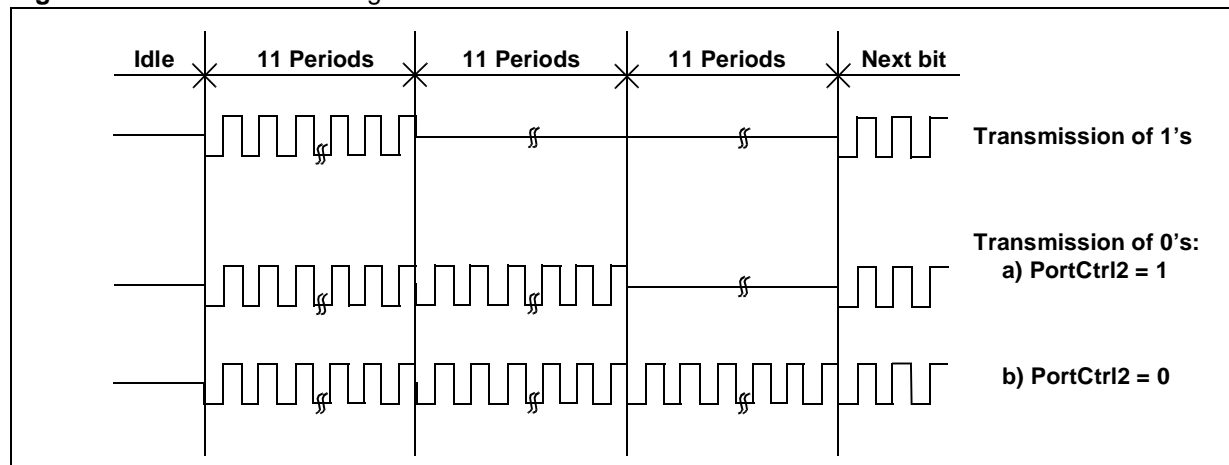 Idle 11 Periods 11 Periods 11 Periods Next bit
Transmission of 1's
Transmission of 0's:
a) PortCtrl2 = 1
b) PortCtrl2 = 0